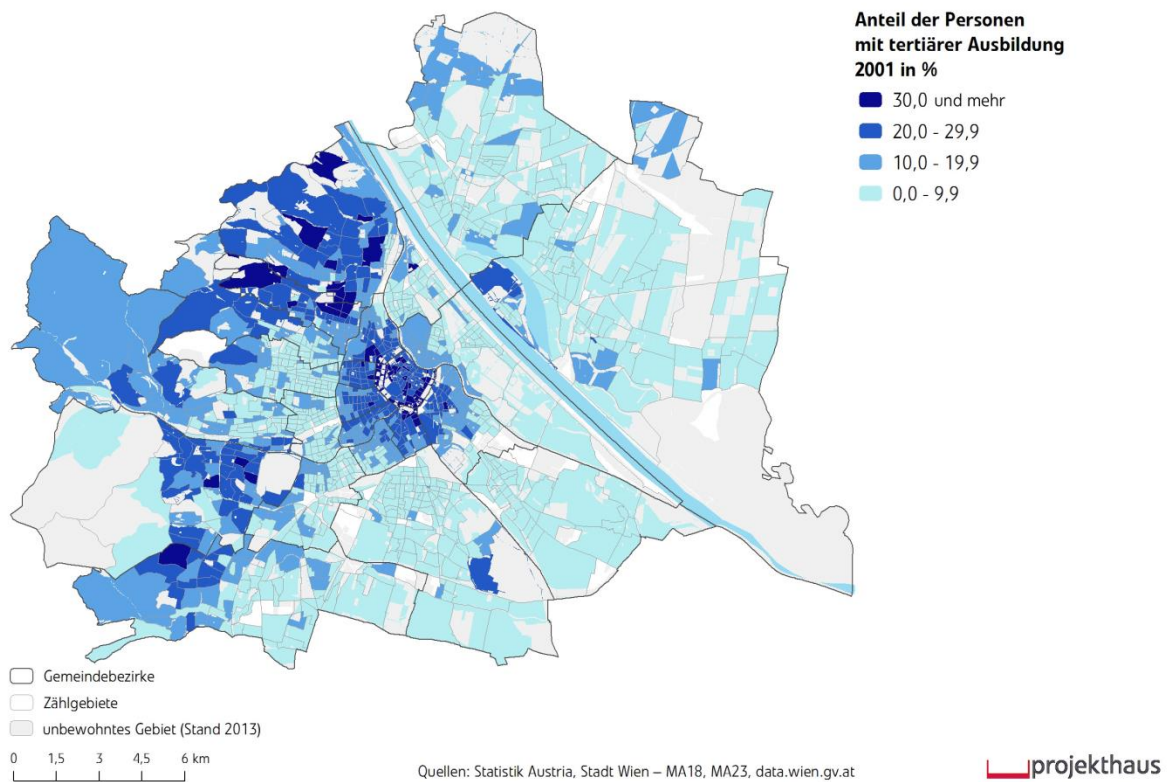 Anteil der Personen
mit tertiärer Ausbildung
2001 in %
30,0 und mehr
20,0 - 29,9
10,0 - 19,9
0,0 - 9,9
Gemeindebezirke
Zählgebiete
unbewohntes Gebiet (Stand 2013)
0 1,5 3 4,5 6 km
Quellen: Statistik Austria, Stadt Wien – MA18, MA23, data.wien.gv.at
projekthaus